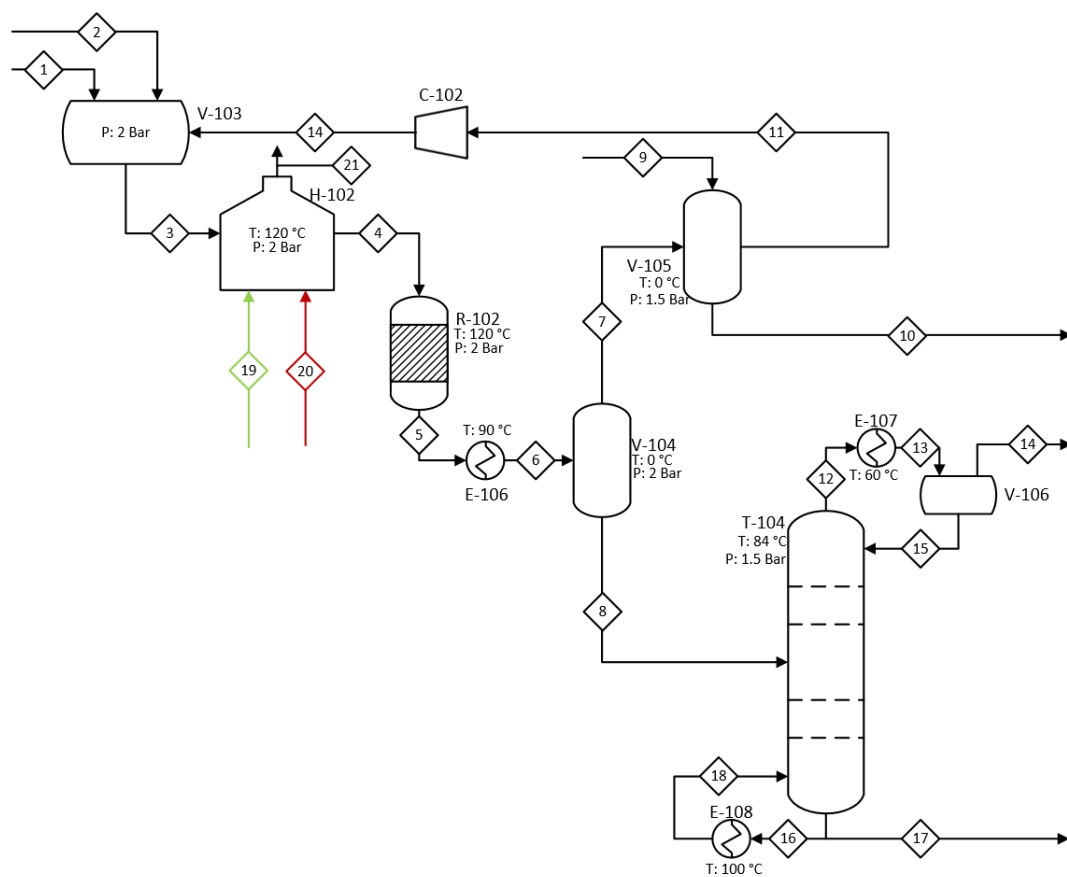 2
1
C-102
V-103
P: 2 Bar
14
11
9
21
H-102
3
T: 120 °C
P: 2 Bar
4
V-105
T: 0 °C
P: 1.5 Bar
R-102
T: 120 °C
P: 2 Bar
7
10
19
20
5
T: 90 °C
6
E-106
V-104
T: 0 °C
P: 2 Bar
E-107
13
14
12
T: 60 °C
V-106
T-104
T: 84 °C
P: 1.5 Bar
15
8
18
E-108
16
17
T: 100 °C